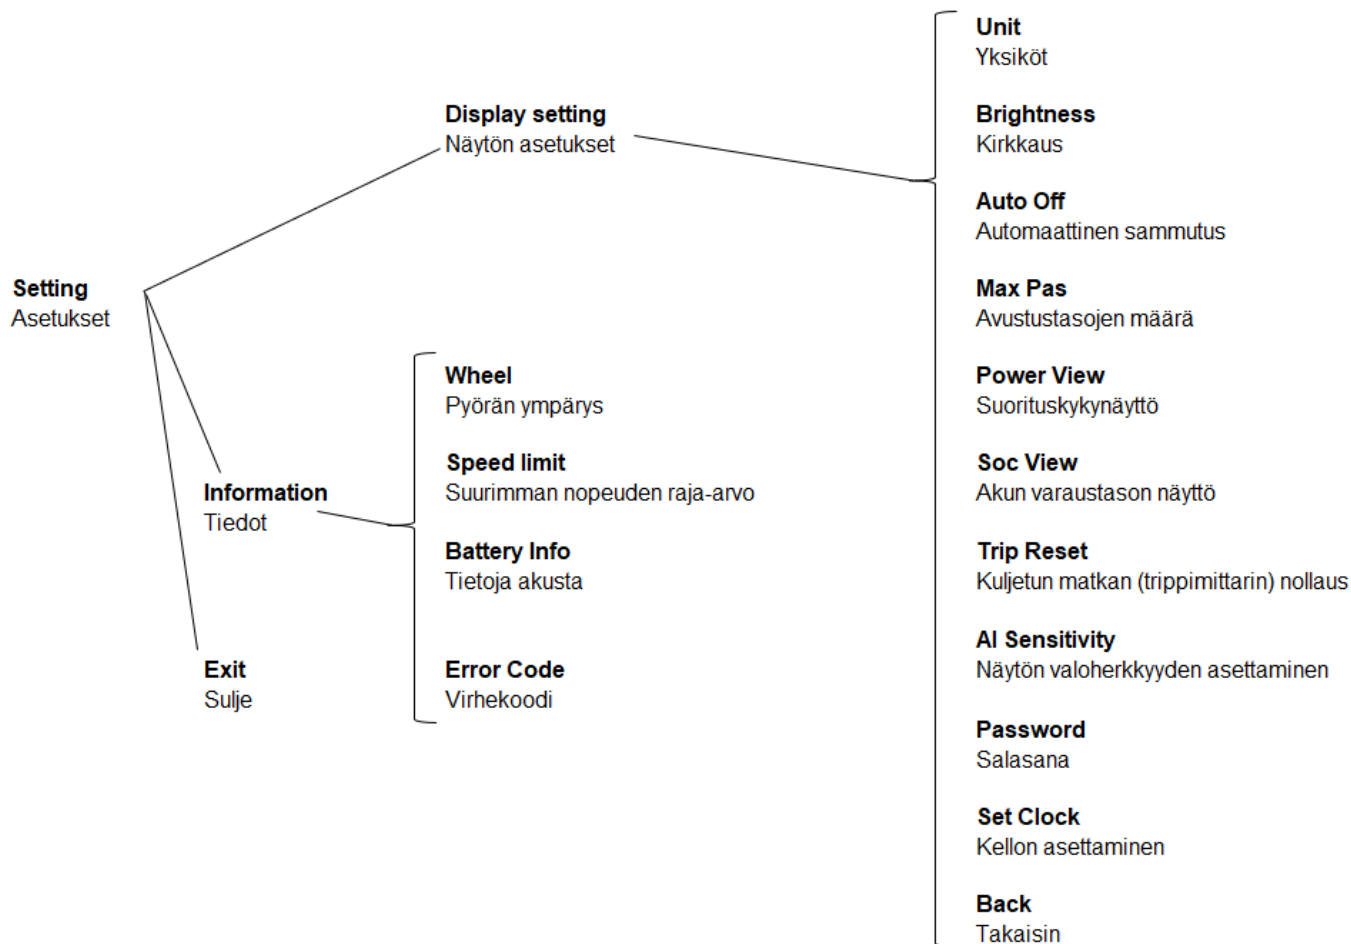 Setting
Asetukset
Display setting
Näytön asetukset
Information
Tiedot
Exit
Sulje
Wheel
Pyörän ympärys
Speed limit
Suurimman nopeuden raja-arvo
Battery Info
Tietoja akusta
Error Code
Virhekoodi
Unit
Yksiköt
Brightness
Kirkkaus
Auto Off
Automaattinen sammutus
Max Pas
Avustustasojen määrä
Power View
Suorituskykynäyttö
Soc View
Akun varaustason näyttö
Trip Reset
Kuljetun matkan (trippimittarin) nollaus
AI Sensitivity
Näytön valoherkkyyden asettaminen
Password
Salasana
Set Clock
Kellon asettaminen
Back
Takaisin